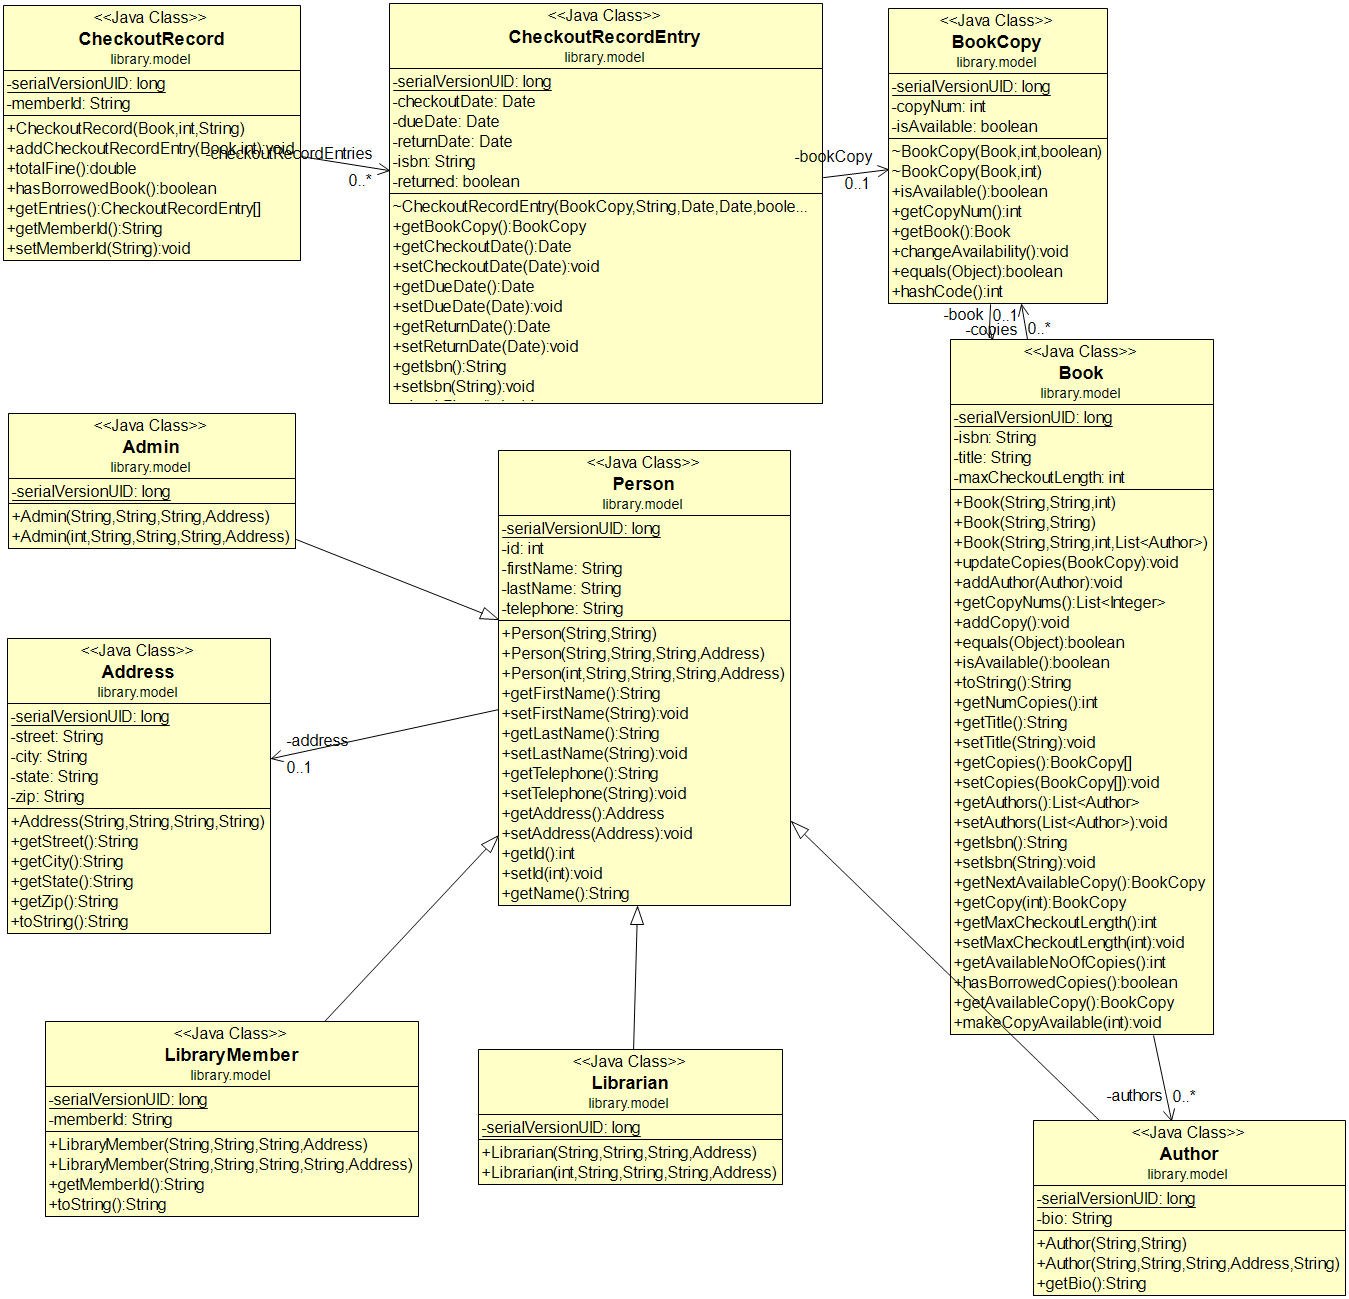 <<Java Class>>
CheckoutRecord
library.model
-serialVersionUID: long
-memberId: String
+CheckoutRecord(Book,int,String)
+addCheckoutRecordEntry(Book,int):void
+totalFine():double
+hasBorrowedBook():boolean
+getEntries():CheckoutRecordEntry[]
+getMemberId():String
+setMemberId(String):void
-checkoutRecordEntries
0..*
<<Java Class>>
CheckoutRecordEntry
library.model
-serialVersionUID: long
-checkoutDate: Date
-dueDate: Date
-returnDate: Date
-isbn: String
-returned: boolean
~CheckoutRecordEntry(BookCopy,String,Date,Date,boole...
+getBookCopy():BookCopy
+getCheckoutDate():Date
+setCheckoutDate(Date):void
+getDueDate():Date
+setDueDate(Date):void
+getReturnDate():Date
+setReturnDate(Date):void
+getIsbn():String
+setIsbn(String):void
-bookCopy
0..1
<<Java Class>>
BookCopy
library.model
-serialVersionUID: long
-copyNum: int
-isAvailable: boolean
~BookCopy(Book,int,boolean)
~BookCopy(Book,int)
+isAvailable():boolean
+getCopyNum():int
+getBook():Book
+changeAvailability():void
+equals(Object):boolean
+hashCode():int
-book 0..1
-copies 0..*
<<Java Class>>
Book
library.model
-serialVersionUID: long
-isbn: String
-title: String
-maxCheckoutLength: int
+Book(String,String,int)
+Book(String,String)
+Book(String,String,int,List<Author>)
+updateCopies(BookCopy):void
+addAuthor(Author):void
+getCopyNums():List<Integer>
+addCopy():void
+equals(Object):boolean
+isAvailable():boolean
+toString():String
+getNumCopies():int
+getTitle():String
+setTitle(String):void
+getCopies():BookCopy[]
+setCopies(BookCopy[]):void
+getAuthors():List<Author>
+setAuthors(List<Author>):void
+getIsbn():String
+setIsbn(String):void
+getNextAvailableCopy():BookCopy
+getCopy(int):BookCopy
+getMaxCheckoutLength():int
+setMaxCheckoutLength(int):void
+getAvailableNoOfCopies():int
+hasBorrowedCopies():boolean
+getAvailableCopy():BookCopy
+makeCopyAvailable(int):void
<<Java Class>>
Admin
library.model
-serialVersionUID: long
+Admin(String,String,String,Address)
+Admin(int,String,String,String,Address)
<<Java Class>>
Person
library.model
-serialVersionUID: long
-id: int
-firstName: String
-lastName: String
-telephone: String
+Person(String,String)
+Person(String,String,String,Address)
+Person(int,String,String,String,Address)
+getFirstName():String
+setFirstName(String):void
+getLastName():String
+setLastName(String):void
+getTelephone():String
+setTelephone(String):void
+getAddress():Address
+setAddress(Address):void
+getId():int
+setId(int):void
+getName():String
<<Java Class>>
Address
library.model
-serialVersionUID: long
-street: String
-city: String
-state: String
-zip: String
+Address(String,String,String,String)
+getStreet():String
+getCity():String
+getState():String
+getZip():String
+toString():String
-address
0..1
<<Java Class>>
LibraryMember
library.model
-serialVersionUID: long
-memberId: String
+LibraryMember(String,String,String,Address)
+LibraryMember(String,String,String,String,Address)
+getMemberId():String
+toString():String
<<Java Class>>
Librarian
library.model
-serialVersionUID: long
+Librarian(String,String,String,Address)
+Librarian(int,String,String,String,Address)
-authors 0..*
<<Java Class>>
Author
library.model
-serialVersionUID: long
-bio: String
+Author(String,String)
+Author(String,String,String,Address,String)
+getBio():String